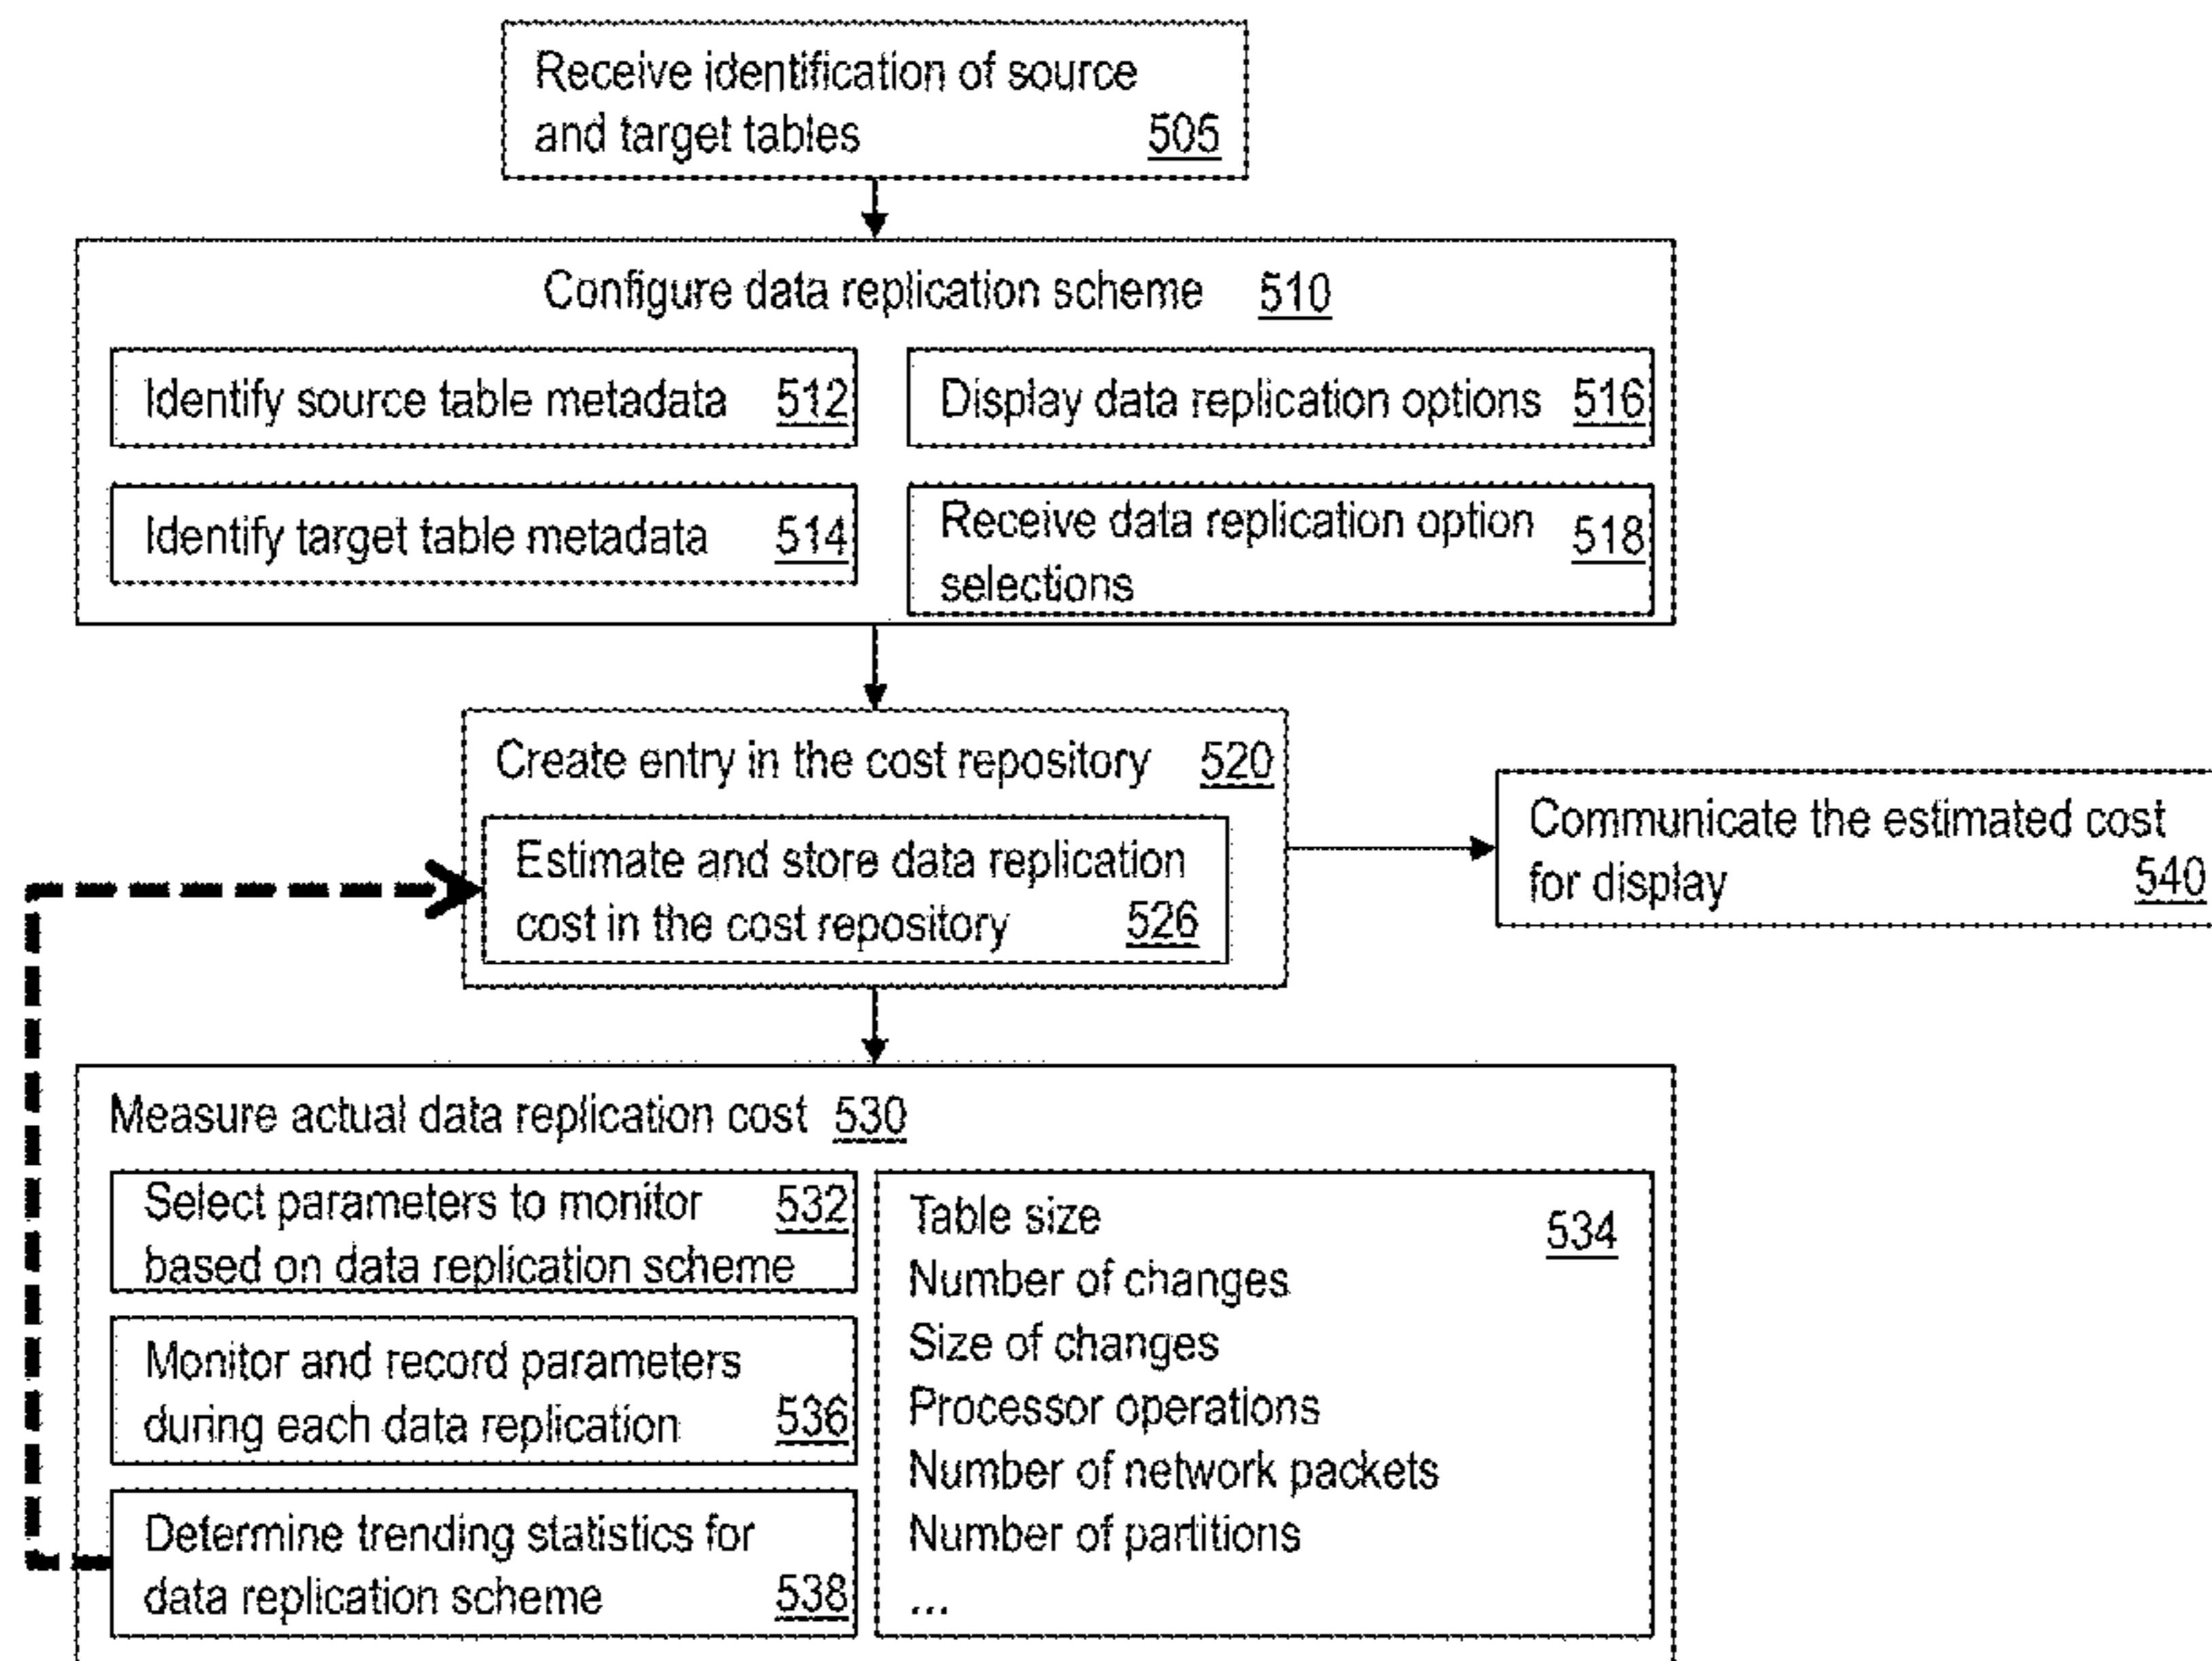 Receive identification of source
and target tables 505
Configure data replication scheme 510
Identify source table metadata 512
Display data replication options 516
Identify target table metadata 514
Receive data replication option
selections 518
Create entry in the cost repository 520
Estimate and store data replication
cost in the cost repository 526
Communicate the estimated cost
for display 540
Measure actual data replication cost 530
Select parameters to monitor 532
based on data replication scheme
Monitor and record parameters
during each data replication 536
Determine trending statistics for
data replication scheme 538
Table size 534
Number of changes
Size of changes
Processor operations
Number of network packets
Number of partitions
...